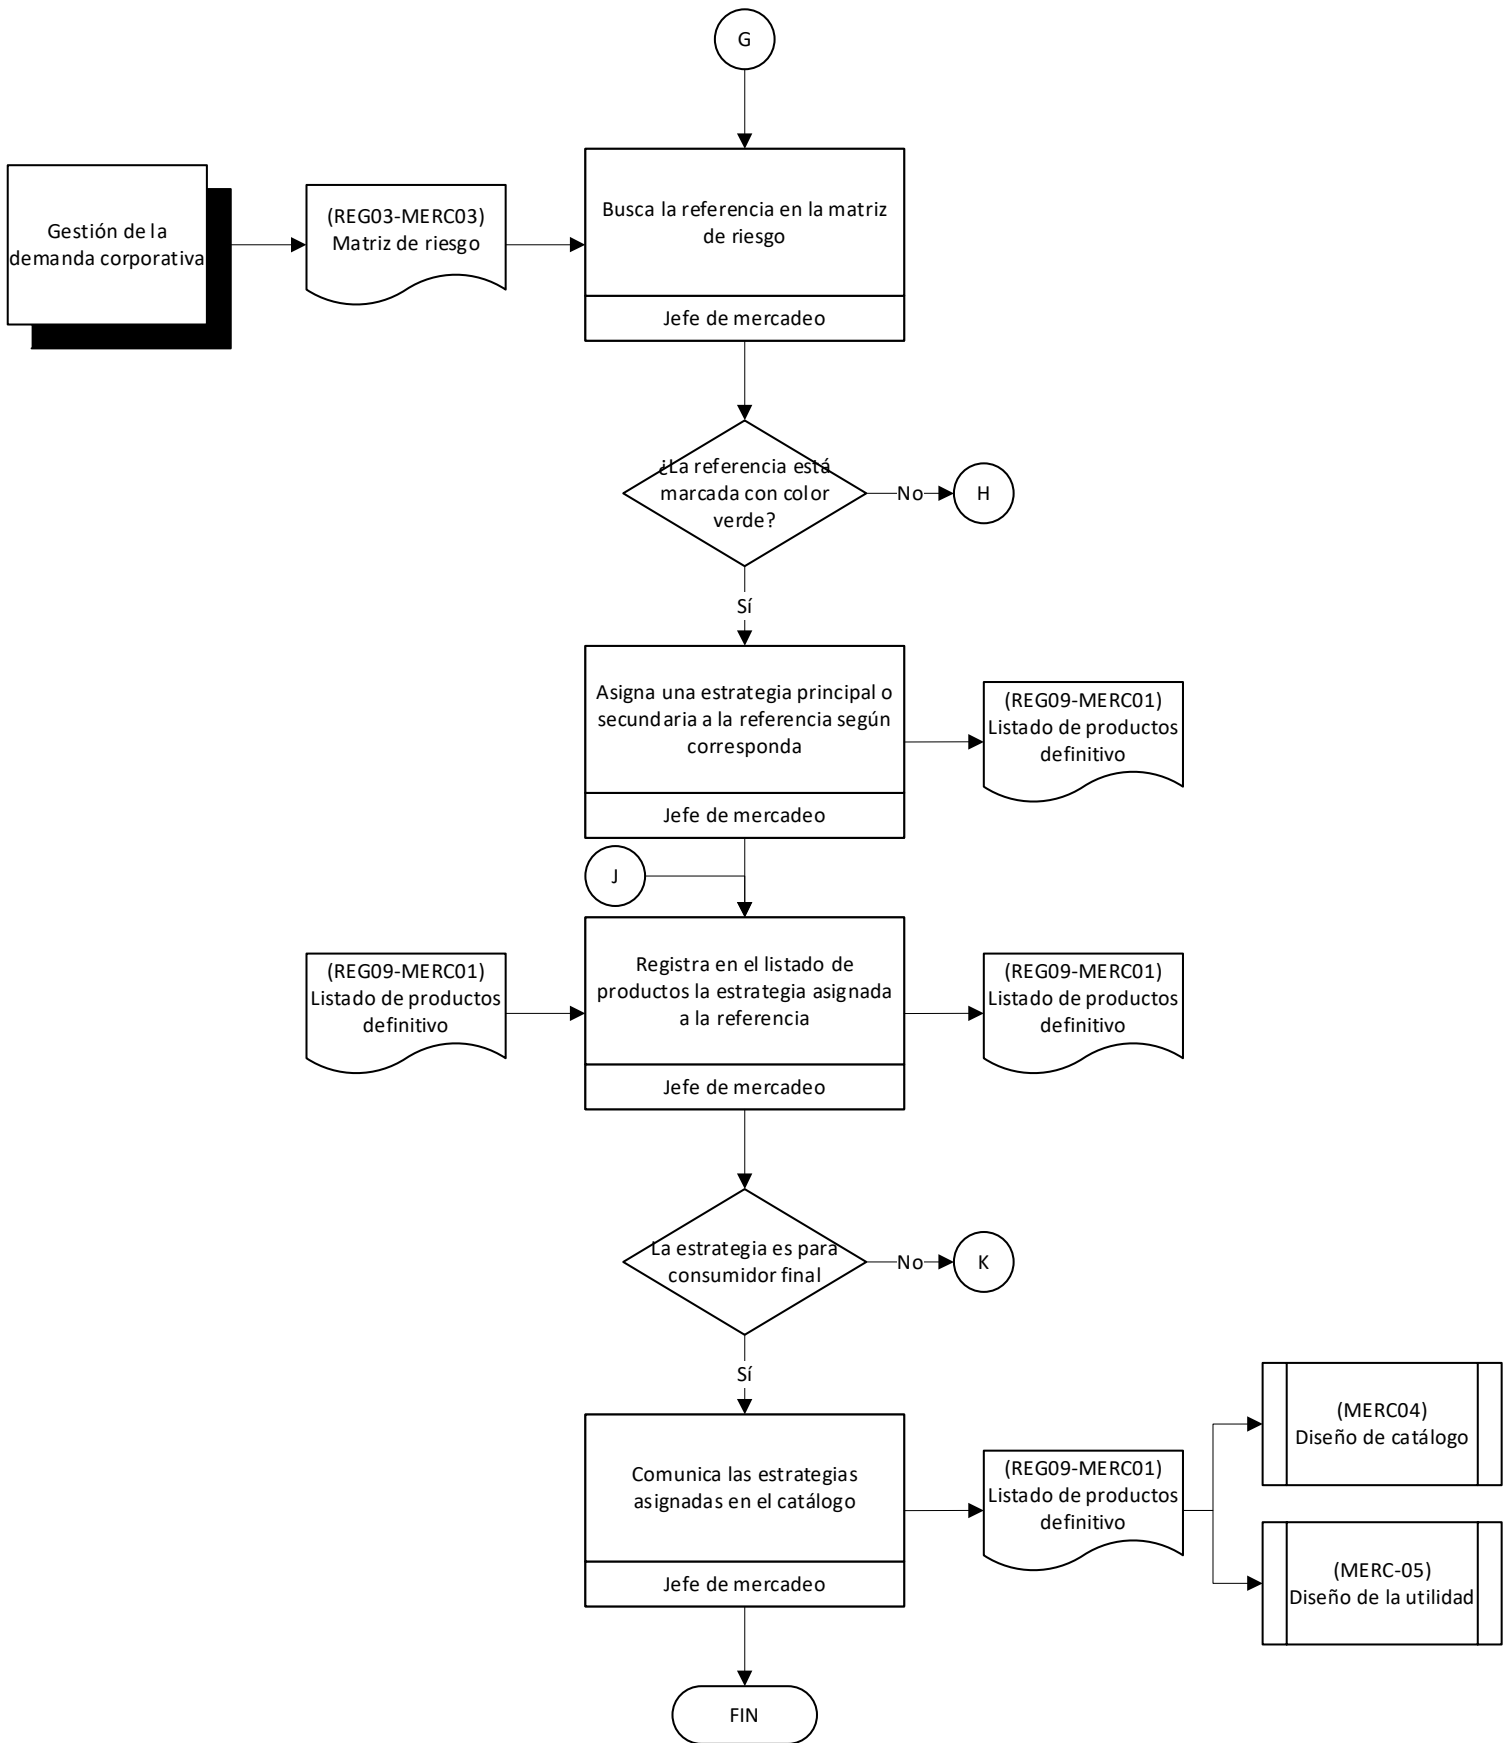 G
Gestión de la
demanda corporativa
(REG03-MERC03)
Matriz de riesgo
Busca la referencia en la matriz
de riesgo
Jefe de mercadeo
¿La referencia está
marcada con color
verde?
No
H
Sí
Asigna una estrategia principal o
secundaria a la referencia según
corresponda
Jefe de mercadeo
(REG09-MERC01)
Listado de productos
definitivo
J
(REG09-MERC01)
Listado de productos
definitivo
Registra en el listado de
productos la estrategia asignada
a la referencia
Jefe de mercadeo
(REG09-MERC01)
Listado de productos
definitivo
La estrategia es para
consumidor final
No
K
Sí
Comunica las estrategias
asignadas en el catálogo
Jefe de mercadeo
(REG09-MERC01)
Listado de productos
definitivo
(MERC04)
Diseño de catálogo
(MERC-05)
Diseño de la utilidad
FIN